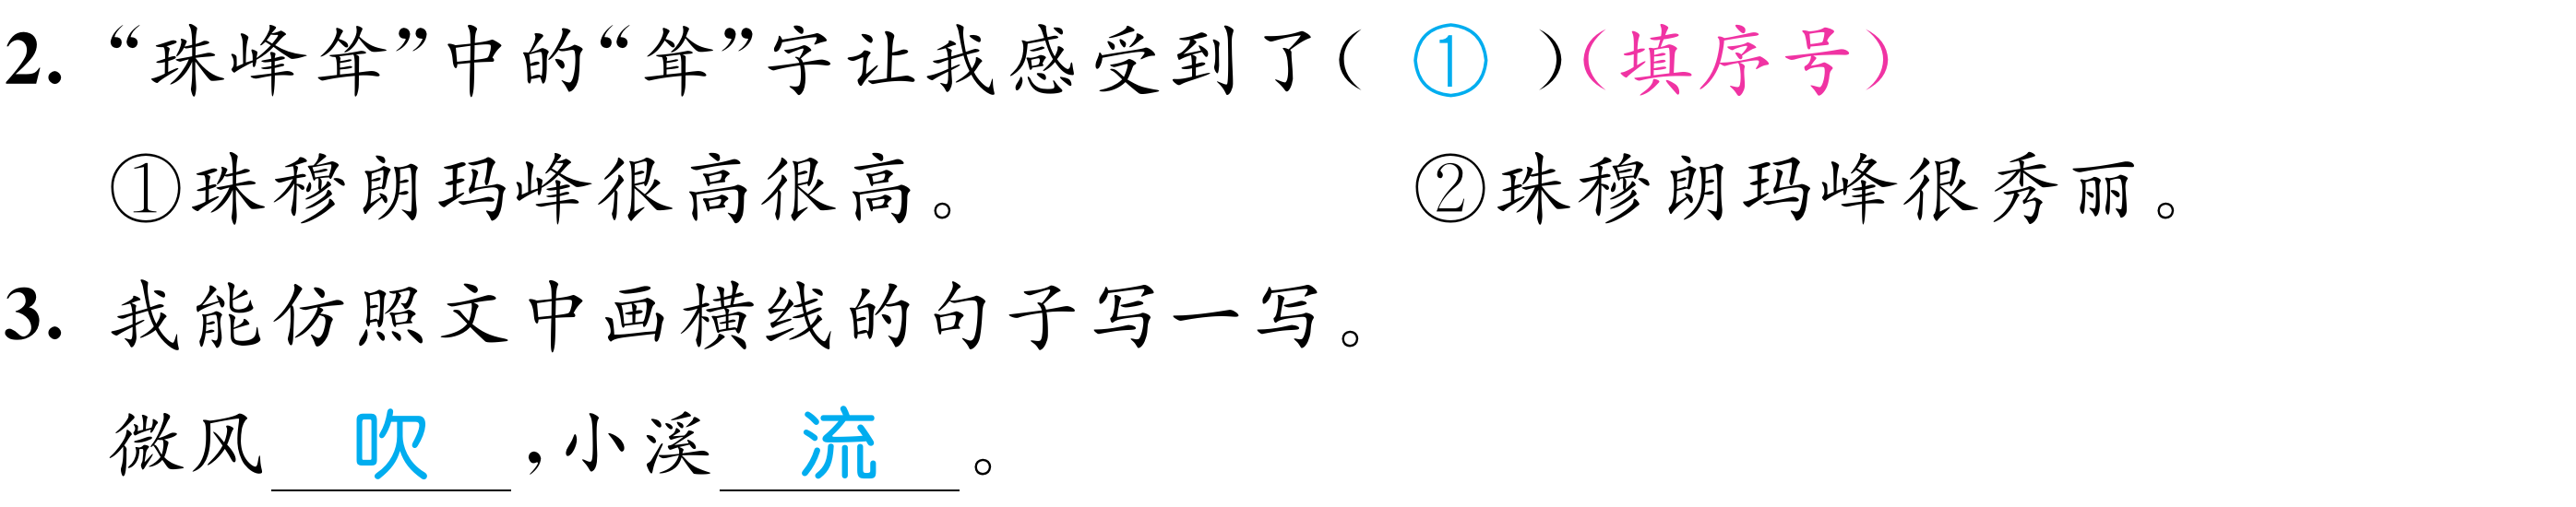 2. “珠峰耸”中的“耸”字让我感受到了( ① )(填序号)
①珠穆朗玛峰很高很高。 ②珠穆朗玛峰很秀丽。
3. 我能仿照文中画横线的句子写一写。
微风 吹 ,小溪 流 。